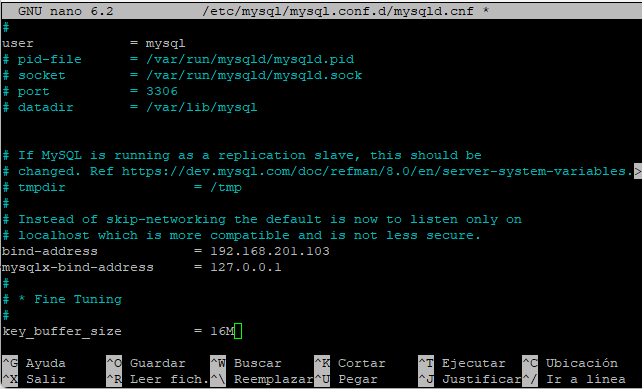 GNU nano 6.2 /etc/mysql/mysql.conf.d/mysqld.cnf *
#
user = mysql
# pid-file = /var/run/mysqld/mysqld.pid
# socket = /var/run/mysqld/mysqld.sock
# port = 3306
# datadir = /var/lib/mysql
# If MySQL is running as a replication slave, this should be
# changed. Ref https://dev.mysql.com/doc/refman/8.0/en/server-system-variables.>
# tmpdir = /tmp
#
# Instead of skip-networking the default is now to listen only on
# localhost which is more compatible and is not less secure.
bind-address = 192.168.201.103
mysqlx-bind-address = 127.0.0.1
#
# * Fine Tuning
#
key_buffer_size = 16M
^G Ayuda ^O Guardar ^W Buscar ^K Cortar ^T Ejecutar ^C Ubicación
^X Salir ^R Leer fich. ^\ Reemplazar ^U Pegar ^J Justificar ^/ Ir a línea